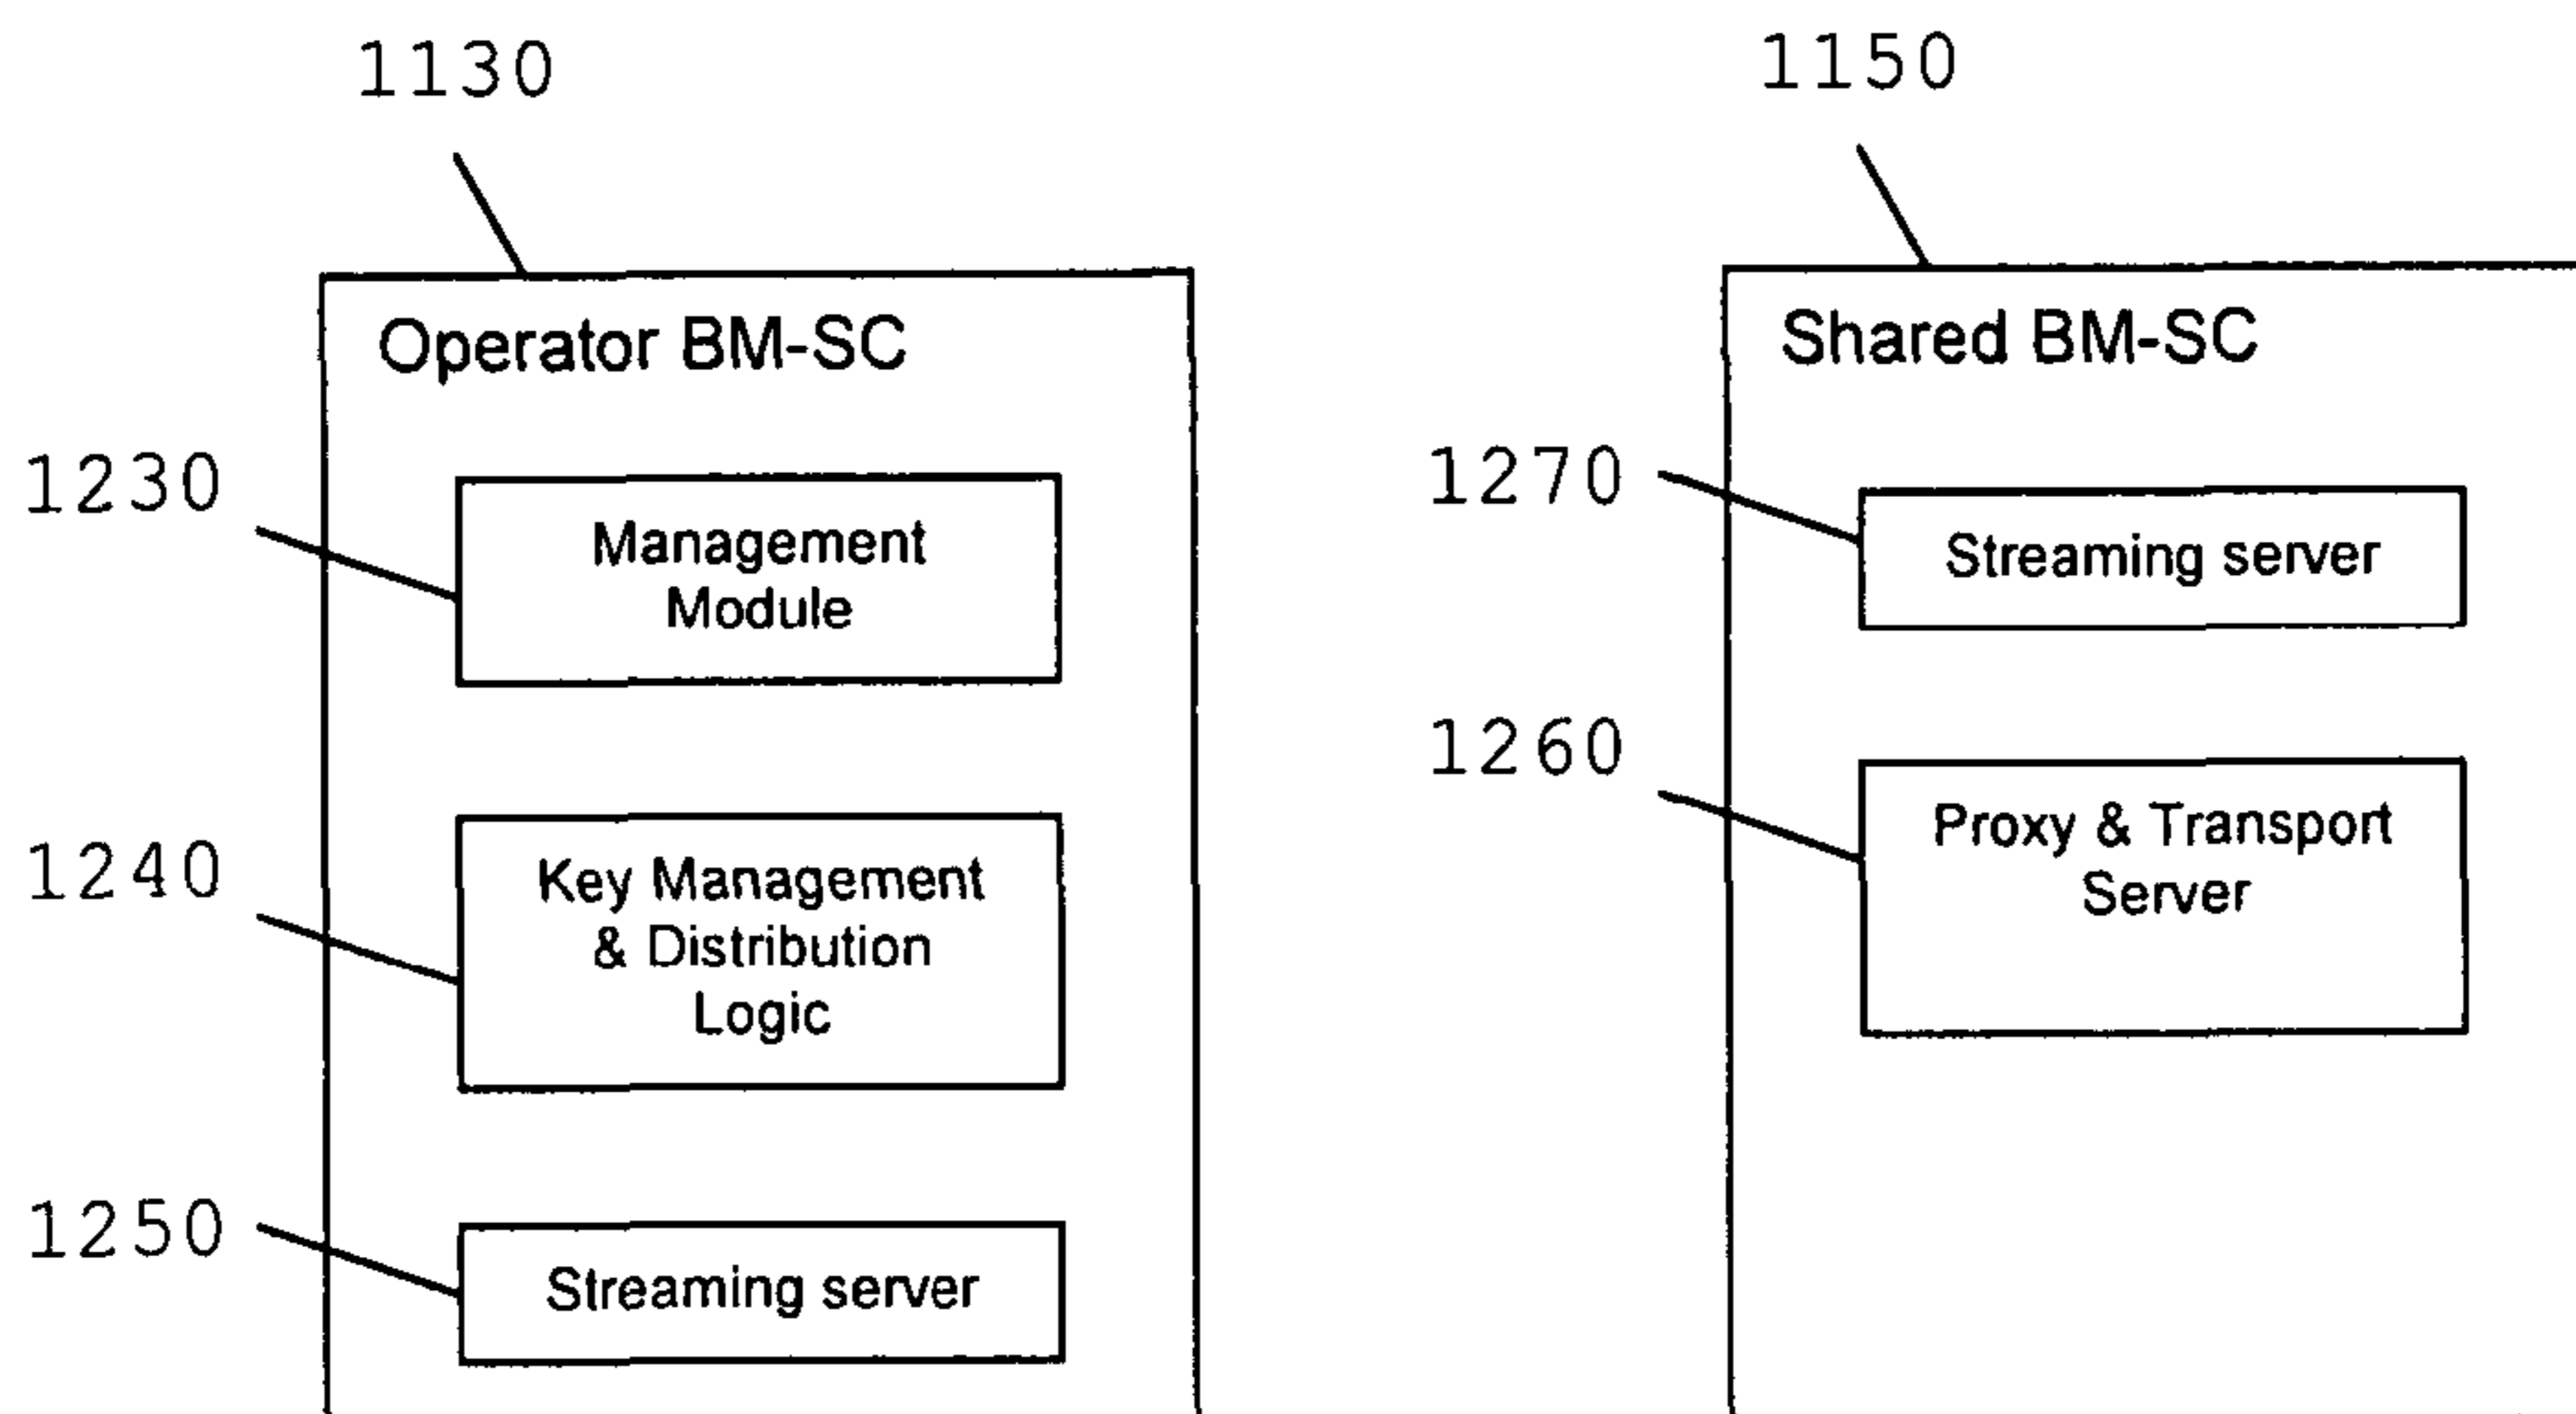 1130
Operator BM-SC
1230
Management
Module
1240
Key Management
& Distribution
Logic
1250
Streaming server
1150
Shared BM-SC
1270
Streaming server
1260
Proxy & Transport
Server